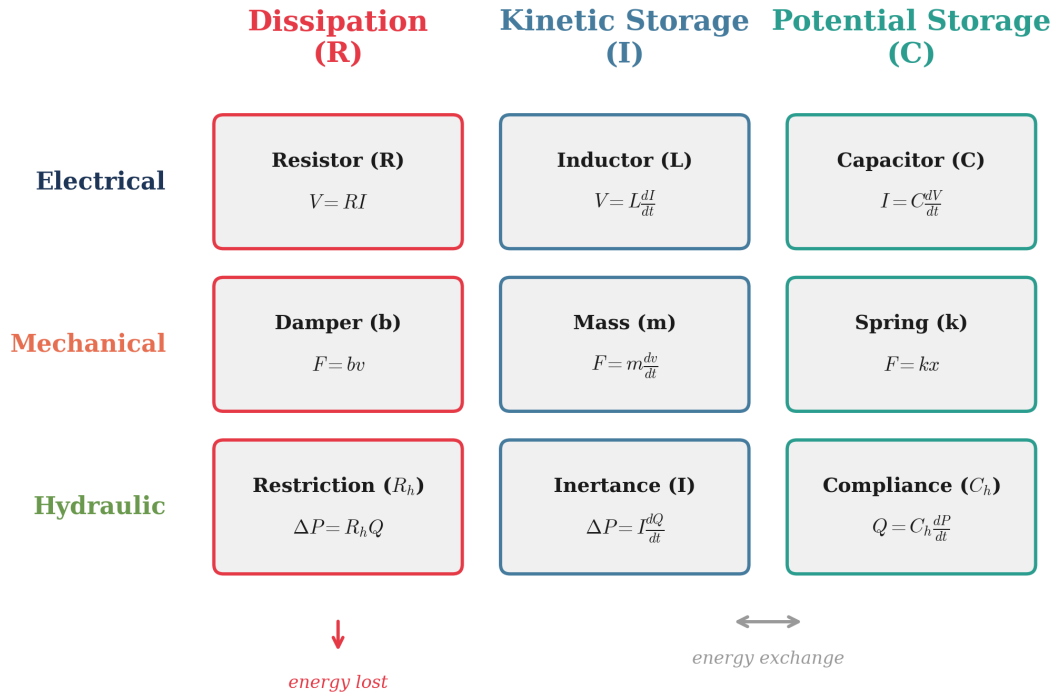 Dissipation
(R)
Kinetic Storage
(I)
Potential Storage
(C)
Electrical
Resistor (R)
V = RI
Inductor (L)
V = L dI/dt
Capacitor (C)
I = C dV/dt
Mechanical
Damper (b)
F = bv
Mass (m)
F = m dv/dt
Spring (k)
F = kx
Hydraulic
Restriction (R_h)
ΔP = R_h Q
Inertance (I)
ΔP = I dQ/dt
Compliance (C_h)
Q = C_h dP/dt
energy lost
energy exchange